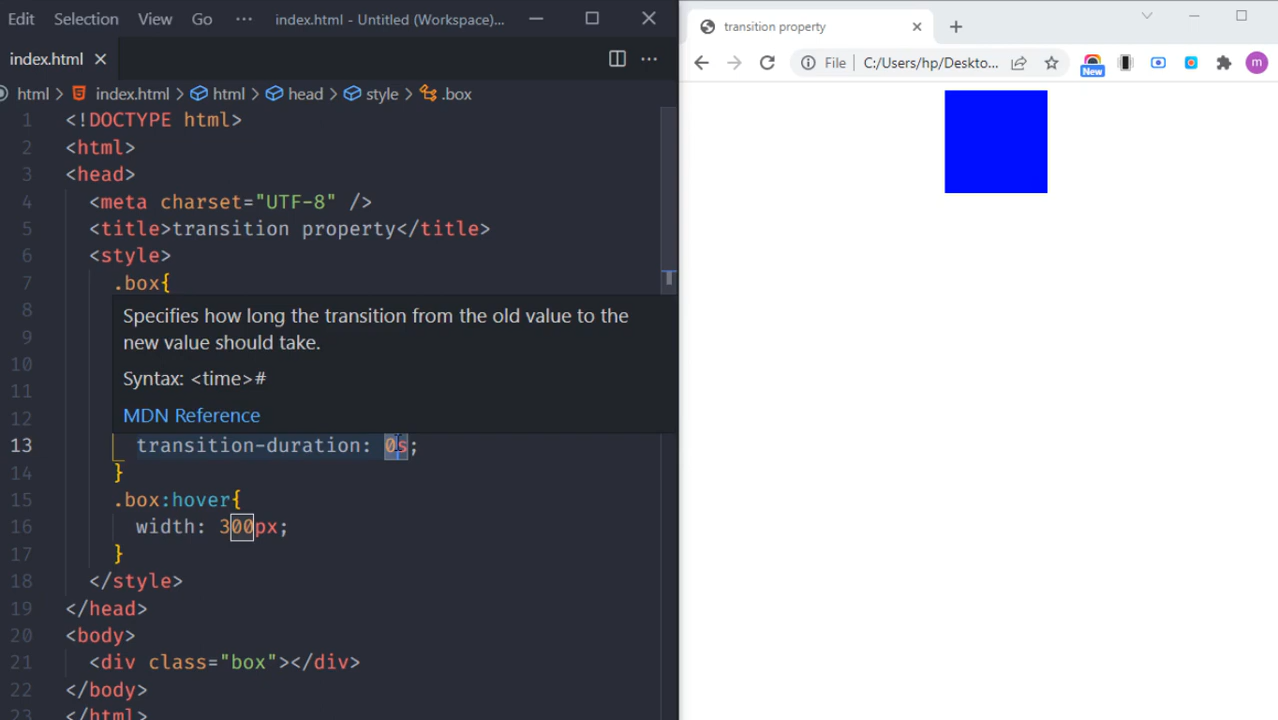 Edit Selection View Go ··· index.html - Untitled (Workspace)...
index.html
html > index.html > html > head > style > .box
1 <!DOCTYPE html>
2 <html>
3 <head>
4 <meta charset="UTF-8" />
5 <title>transition property</title>
6 <style>
7 .box{
8
9
10
11
12
Specifies how long the transition from the old value to the
new value should take.
Syntax: <time>#
MDN Reference
13 transition-duration: 0s;
14 }
15 .box:hover{
16 width: 300px;
17 }
18 </style>
19 </head>
20 <body>
21 <div class="box"></div>
22 </body>
23 </html>
transition property
File C:/Users/hp/Deskto...
New
m